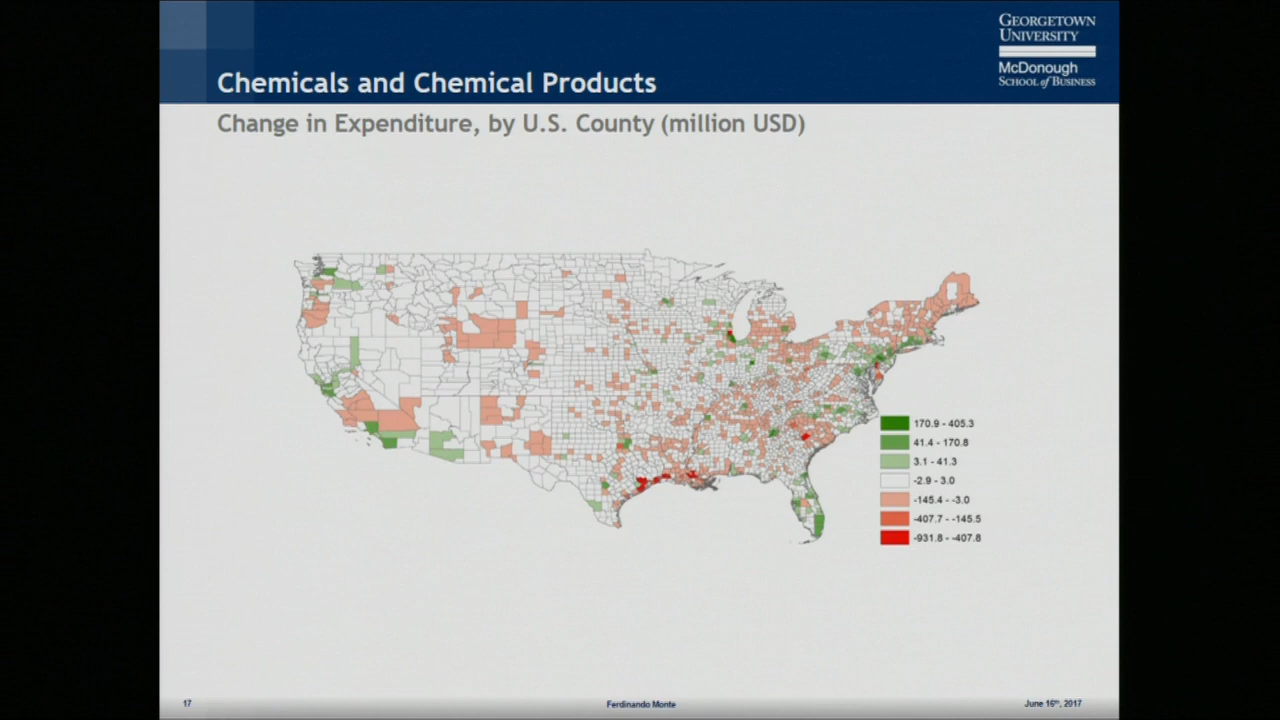 GEORGETOWN
UNIVERSITY
McDonough
SCHOOL of BUSINESS
Chemicals and Chemical Products
Change in Expenditure, by U.S. County (million USD)
170.9 - 405.3
41.4 - 170.8
3.1 - 41.3
-2.9 - 3.0
-145.4 - -3.0
-407.7 - -145.5
-931.8 - -407.8
17
Ferdinando Monte
June 16th, 2017